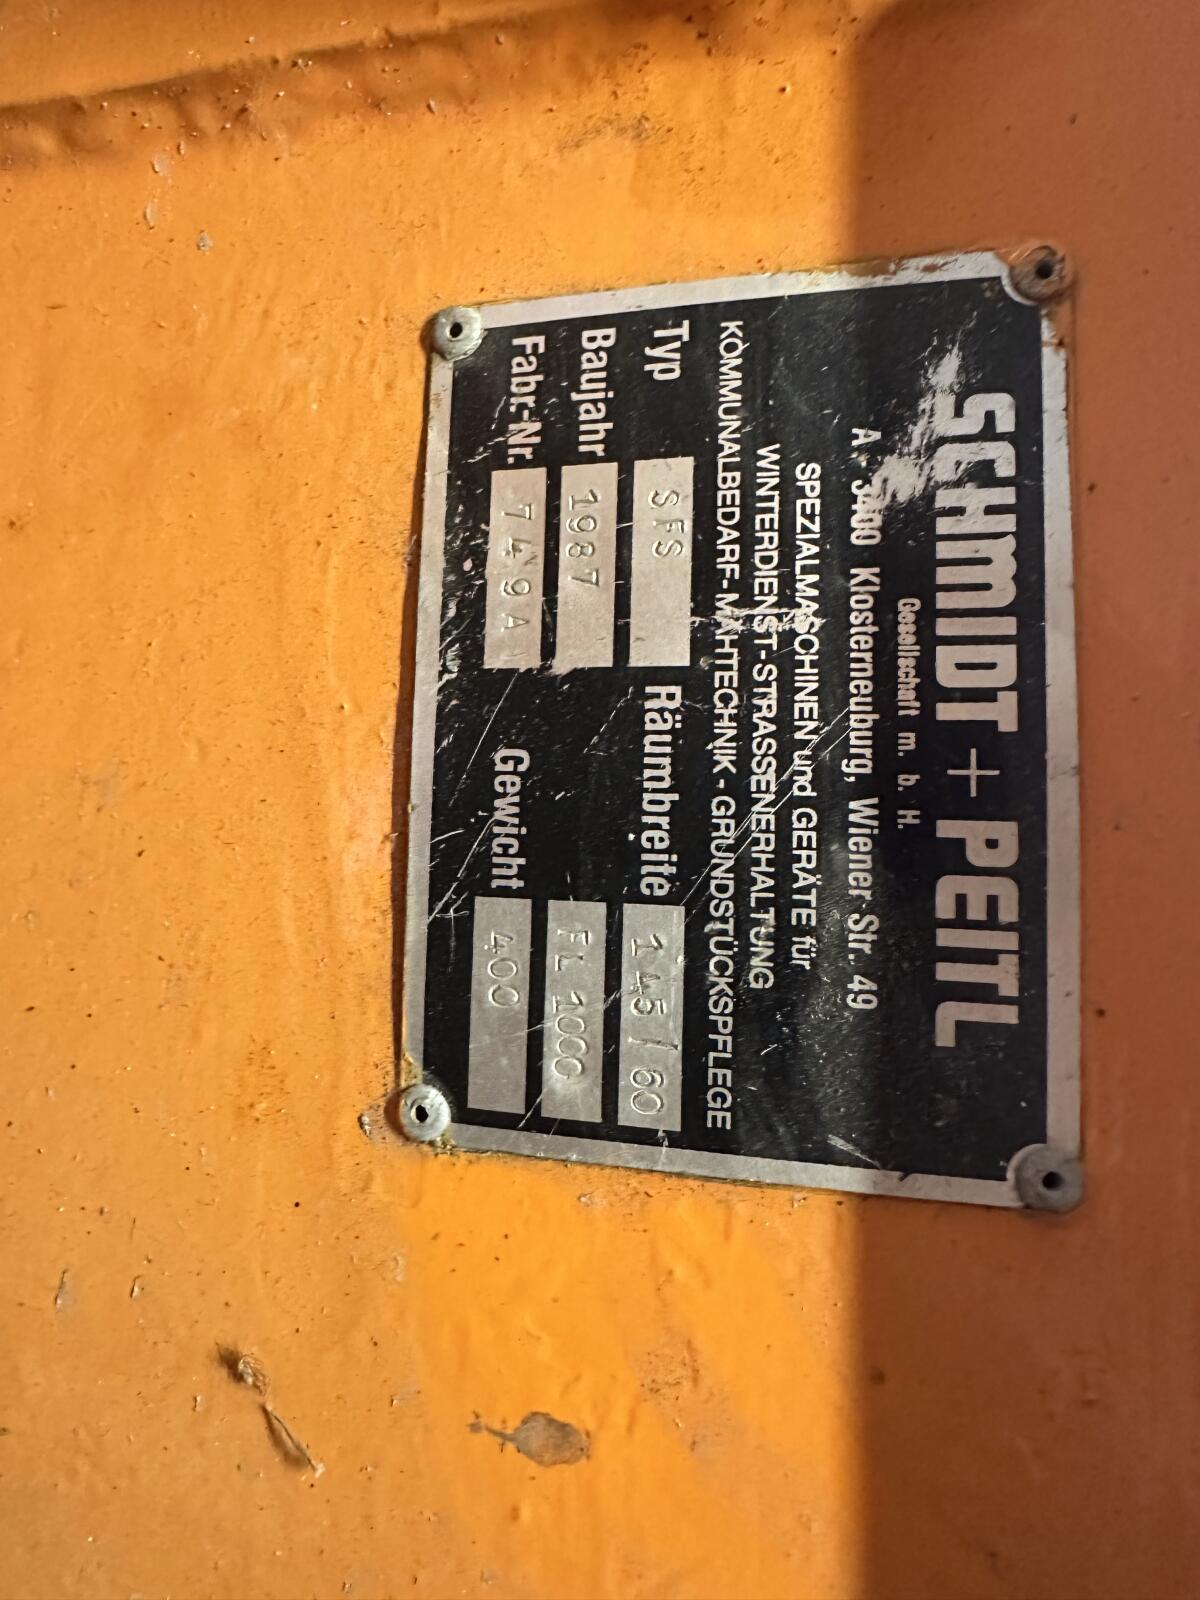 SCHMIDT + PEITL
Gesellschaft m. b. H.
A - 3400 Klosterneuburg, Wiener Str. 49
SPEZIALMASCHINEN und GERÄTE für
WINTERDIENST-STRASSENERHALTUNG
KOMMUNALBEDARF-MÄHTECHNIK-GRUNDSTÜCKSPFLEGE
Typ SFS Räumbreite 145/60
Baujahr 1987 FL 1000
Fabr.-Nr. 749A Gewicht 400